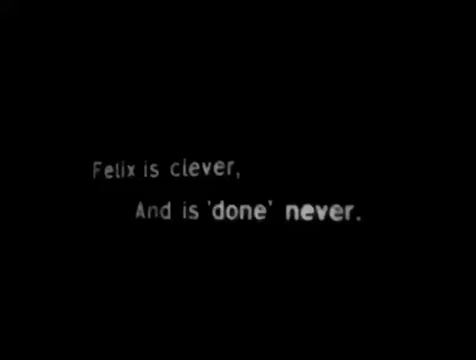 Felix is clever,
And is 'done' never.